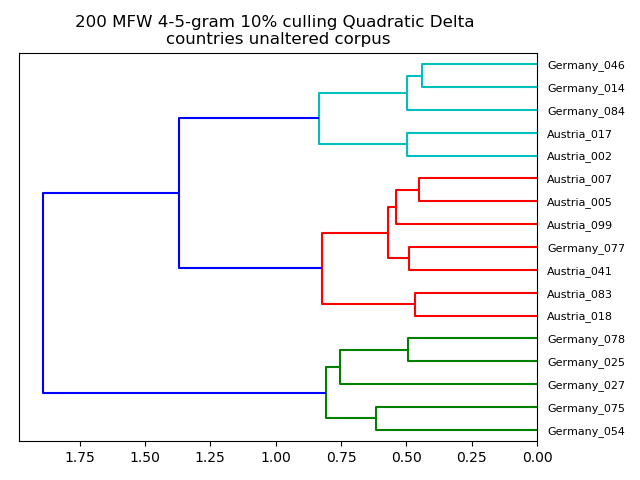 200 MFW 4-5-gram 10% culling Quadratic Delta
countries unaltered corpus
Germany_046
Germany_014
Germany_084
Austria_017
Austria_002
Austria_007
Austria_005
Austria_099
Germany_077
Austria_041
Austria_083
Austria_018
Germany_078
Germany_025
Germany_027
Germany_075
Germany_054
1.75 1.50 1.25 1.00 0.75 0.50 0.25 0.00